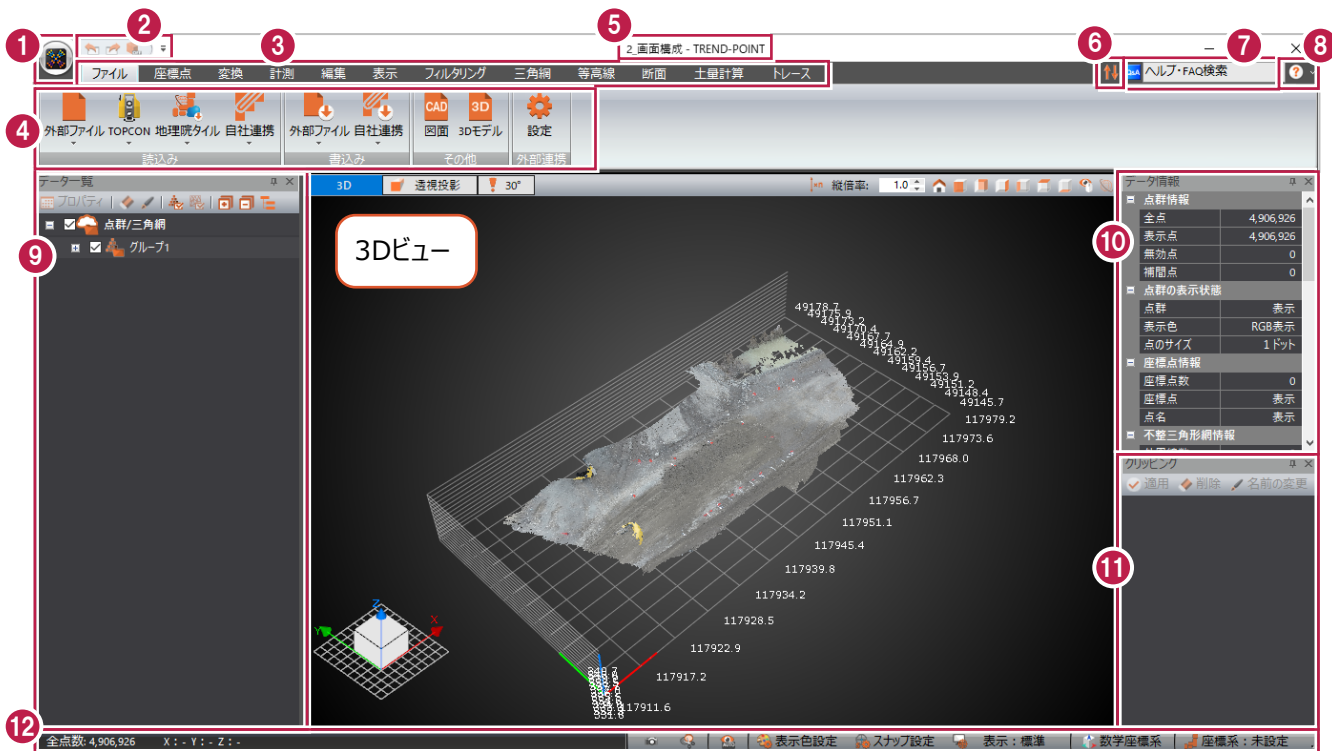 1
2
3
5
2_画面構成 - TREND-POINT
6
7
8
ヘルプ・FAQ検索
ファイル 座標点 変換 計測 編集 表示 フィルタリング 三角網 等高線 断面 土量計算 トレース
4
外部ファイル TOPCON 地理院タイル 自社連携 外部ファイル 自社連携 図面 3Dモデル 設定
CAD 3D
読込み 書込み その他 外部連携
データ一覧
プロパティ
点群/三角網
グループ1
9
3D 透視投影 30°
縦倍率: 1.0
3Dビュー
49178.7
49175.9
49173.2
49170.4
49167.7
49164.9
49162.2
49159.4
49156.7
49153.9
49151.2
49148.4
49145.7
117979.2
117973.6
117968.0
117962.3
117956.7
117951.1
117945.4
117939.8
117934.2
117928.5
117922.9
117917.2
117911.6
Z
Y
X
データ情報
10
点群情報
全点 4,906,926
表示点 4,906,926
無効点 0
補間点 0
点群の表示状態
点群 表示
表示色 RGB表示
点のサイズ 1ドット
座標点情報
座標点数 0
座標点 表示
点名 表示
不整三角形網情報
クリッピング
適用 削除 名前の変更
11
12
全点数: 4,906,926 X : - Y : - Z : -
表示色設定 スナップ設定 表示：標準 数学座標系 座標系：未設定